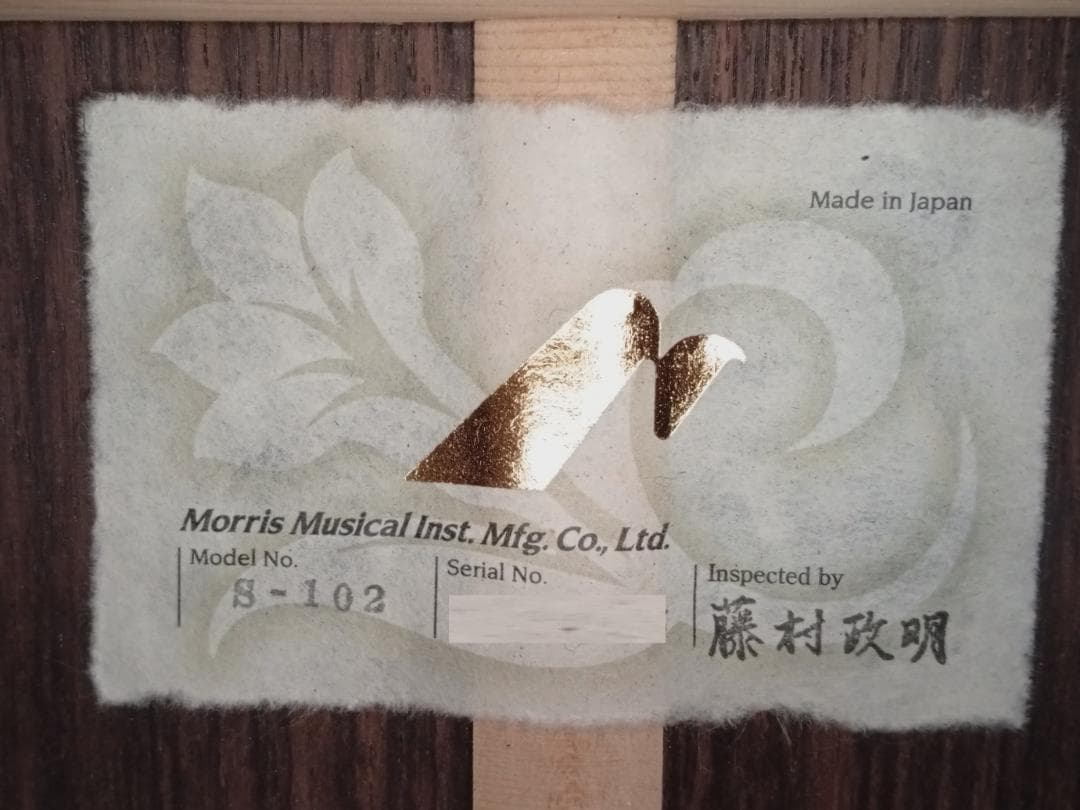 Made in Japan
Morris Musical Inst. Mfg. Co., Ltd.
Model No.
S-102
Serial No.
Inspected by
藤村政明